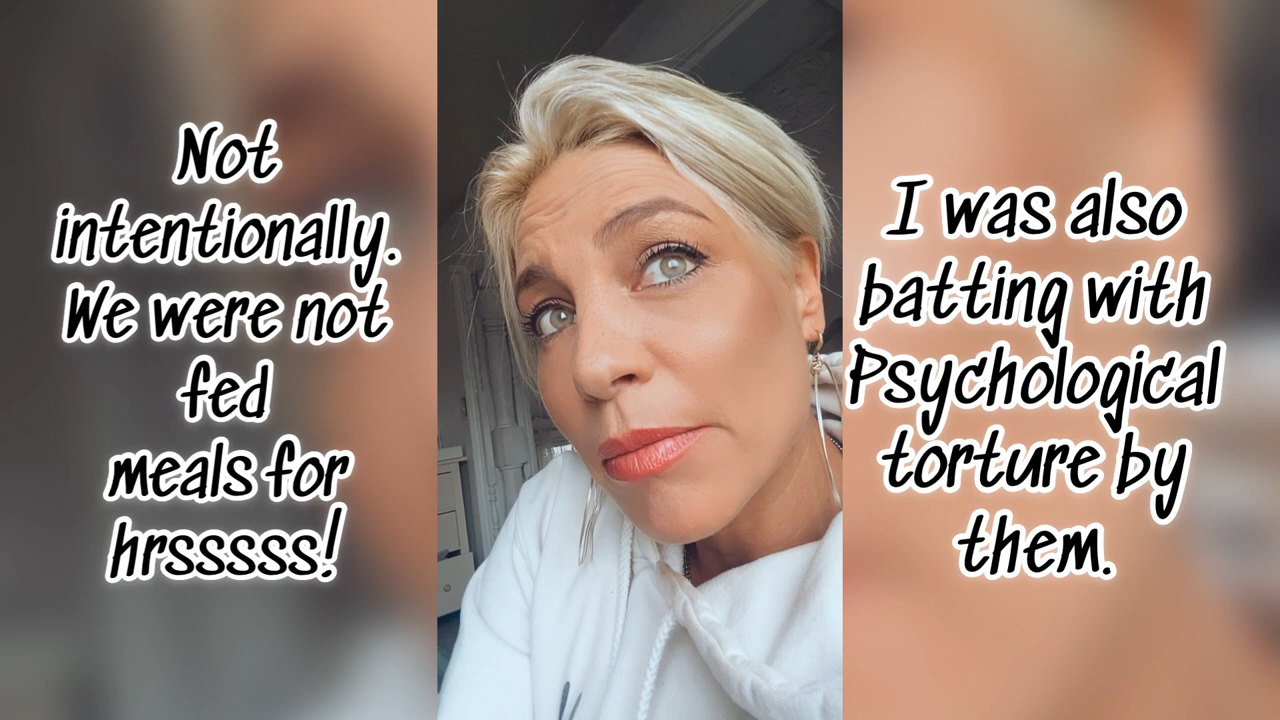 Not
intentionally.
We were not
fed
meals for
hrsssss!
I was also
batting with
Psychological
torture by
them.